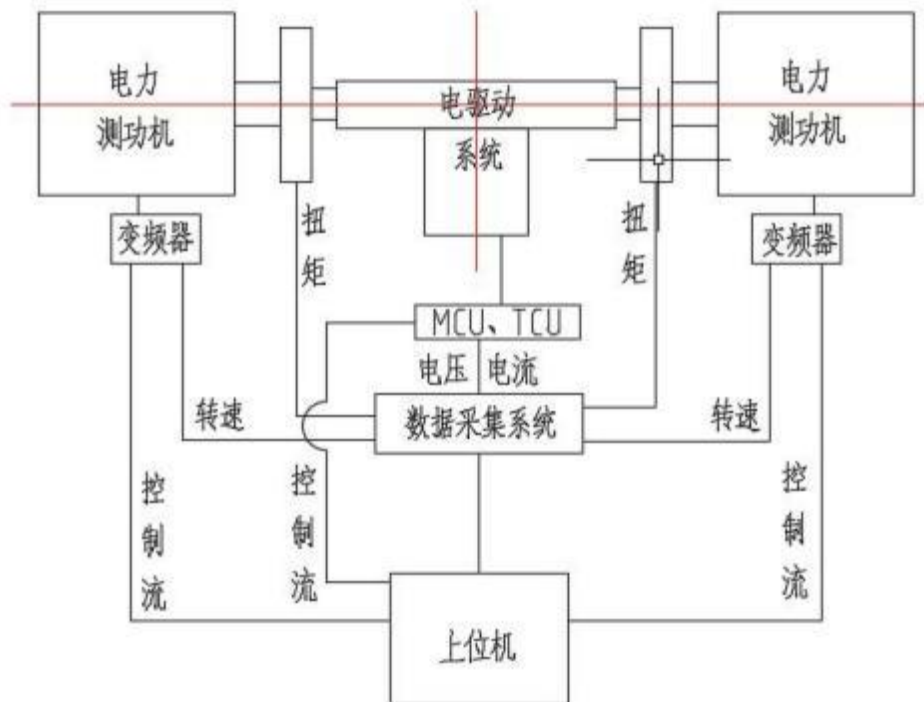 电力
测功机
电驱动
系统
电力
测功机
变频器
扭矩
扭矩
变频器
MCU、TCU
电压 电流
转速
数据采集系统
转速
控制流
控制流
控制流
上位机